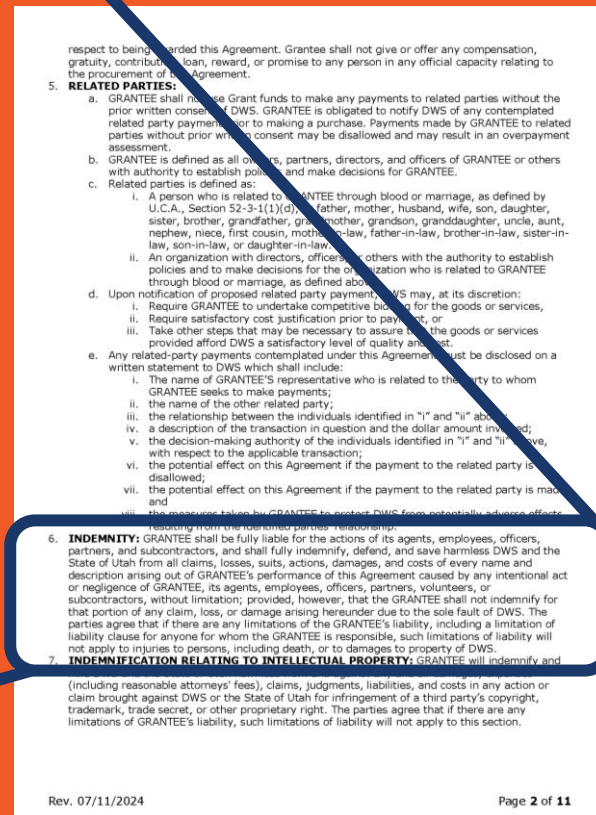 respect to being warded this Agreement. Grantee shall not give or offer any compensation,
gratuity, contribution, loan, reward, or promise to any person in any official capacity relating to
the procurement of this Agreement.
5. RELATED PARTIES:
a. GRANTEE shall not use Grant funds to make any payments to related parties without the
prior written consent of DWS. GRANTEE is obligated to notify DWS of any contemplated
related party payment prior to making a purchase. Payments made by GRANTEE to related
parties without prior written consent may be disallowed and may result in an overpayment
assessment.
b. GRANTEE is defined as all owners, partners, directors, and officers of GRANTEE or others
with authority to establish policies and make decisions for GRANTEE.
c. Related parties is defined as:
i. A person who is related to GRANTEE through blood or marriage, as defined by
U.C.A., Section 52-3-1(1)(d), father, mother, husband, wife, son, daughter,
sister, brother, grandfather, grandmother, grandson, granddaughter, uncle, aunt,
nephew, niece, first cousin, mother-in-law, father-in-law, brother-in-law, sister-in-
law, son-in-law, or daughter-in-law.
ii. An organization with directors, officers, others with the authority to establish
policies and to make decisions for the organization who is related to GRANTEE
through blood or marriage, as defined above
d. Upon notification of proposed related party payment, DWS may, at its discretion:
i. Require GRANTEE to undertake competitive bidding for the goods or services,
ii. Require satisfactory cost justification prior to payment, or
iii. Take other steps that may be necessary to assure the goods or services
provided afford DWS a satisfactory level of quality and cost.
e. Any related-party payments contemplated under this Agreement must be disclosed on a
written statement to DWS which shall include:
i. The name of GRANTEE'S representative who is related to the party to whom
GRANTEE seeks to make payments;
ii. the name of the other related party;
iii. the relationship between the individuals identified in "i" and "ii" above;
iv. a description of the transaction in question and the dollar amount involved;
v. the decision-making authority of the individuals identified in "i" and "ii" above,
with respect to the applicable transaction;
vi. the potential effect on this Agreement if the payment to the related party is
disallowed;
vii. the potential effect on this Agreement if the payment to the related party is made
and
viii. the measures taken by GRANTEE to protect DWS from potentially adverse effects
resulting from the identified parties' relationship.
6. INDEMNITY: GRANTEE shall be fully liable for the actions of its agents, employees, officers,
partners, and subcontractors, and shall fully indemnify, defend, and save harmless DWS and the
State of Utah from all claims, losses, suits, actions, damages, and costs of every name and
description arising out of GRANTEE's performance of this Agreement caused by any intentional act
or negligence of GRANTEE, its agents, employees, officers, partners, volunteers, or
subcontractors, without limitation; provided, however, that the GRANTEE shall not indemnify for
that portion of any claim, loss, or damage arising hereunder due to the sole fault of DWS. The
parties agree that if there are any limitations of the GRANTEE's liability, including a limitation of
liability clause for anyone for whom the GRANTEE is responsible, such limitations of liability will
not apply to injuries to persons, including death, or to damages to property of DWS.
7. INDEMNIFICATION RELATING TO INTELLECTUAL PROPERTY: GRANTEE will indemnify and
(including reasonable attorneys' fees), claims, judgments, liabilities, and costs in any action or
claim brought against DWS or the State of Utah for infringement of a third party's copyright,
trademark, trade secret, or other proprietary right. The parties agree that if there are any
limitations of GRANTEE's liability, such limitations of liability will not apply to this section.
Rev. 07/11/2024
Page 2 of 11